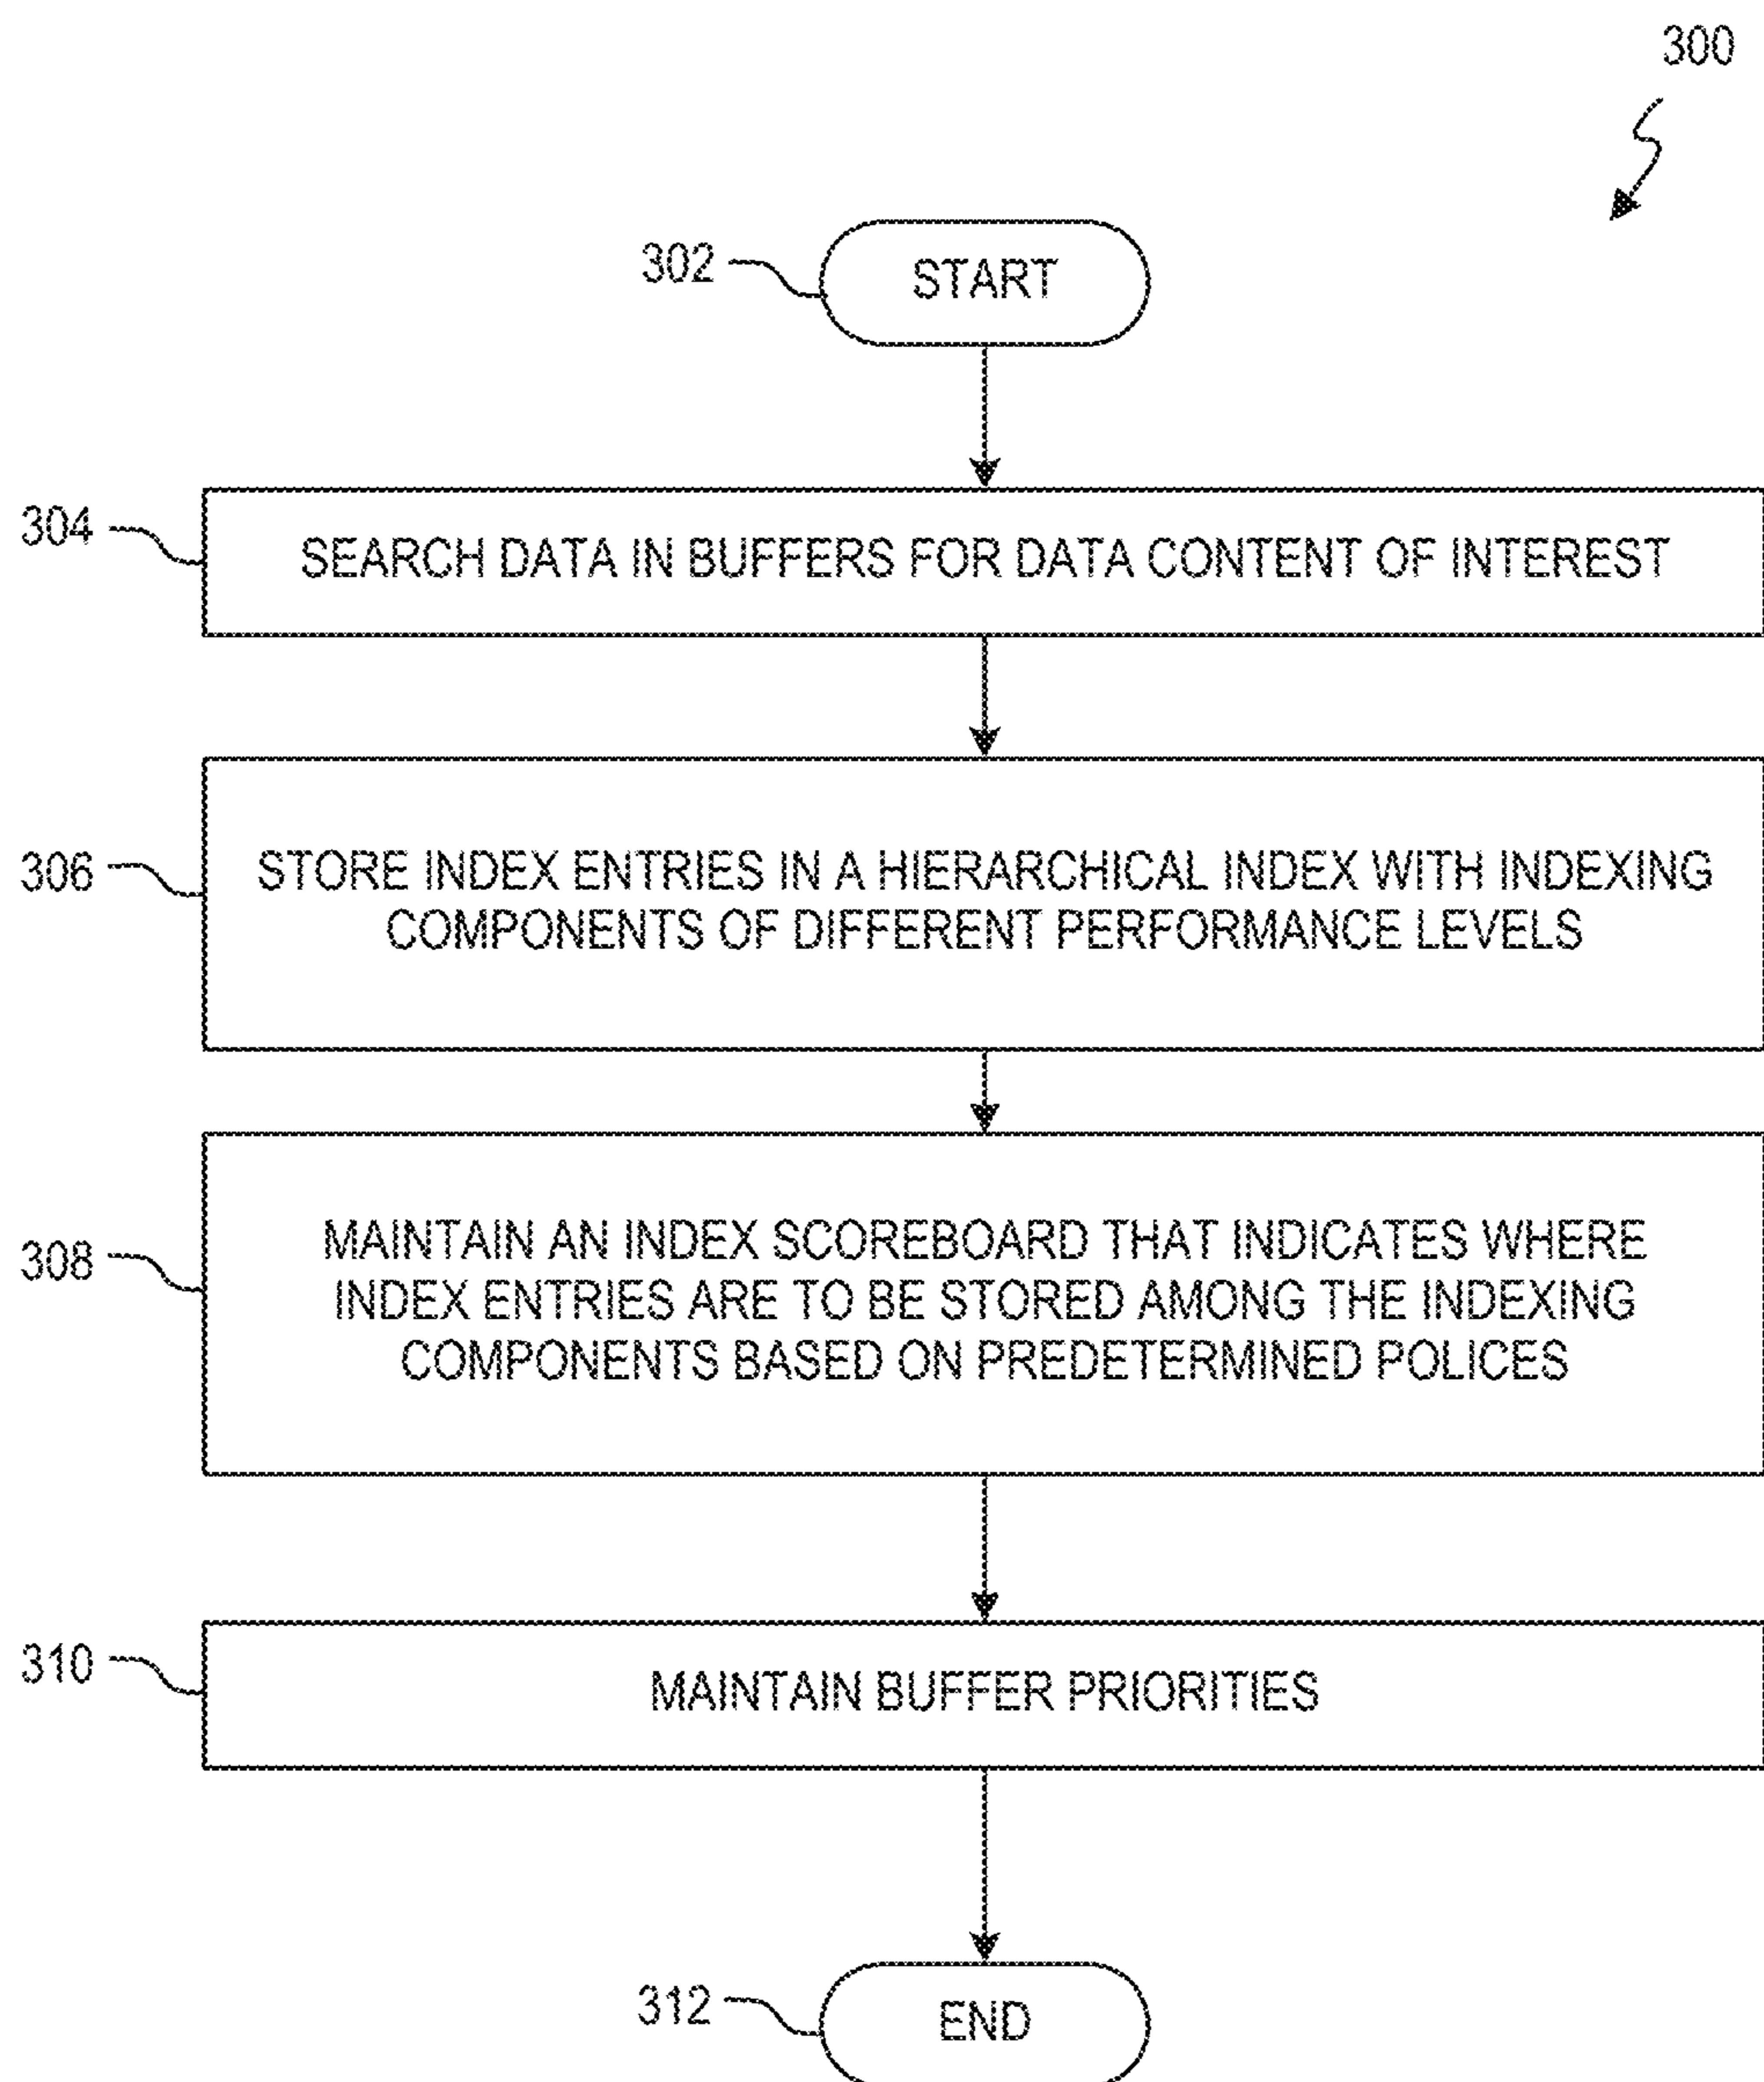 300
302
START
304
SEARCH DATA IN BUFFERS FOR DATA CONTENT OF INTEREST
306
STORE INDEX ENTRIES IN A HIERARCHICAL INDEX WITH INDEXING
COMPONENTS OF DIFFERENT PERFORMANCE LEVELS
308
MAINTAIN AN INDEX SCOREBOARD THAT INDICATES WHERE
INDEX ENTRIES ARE TO BE STORED AMONG THE INDEXING
COMPONENTS BASED ON PREDETERMINED POLICES
310
MAINTAIN BUFFER PRIORITIES
312
END